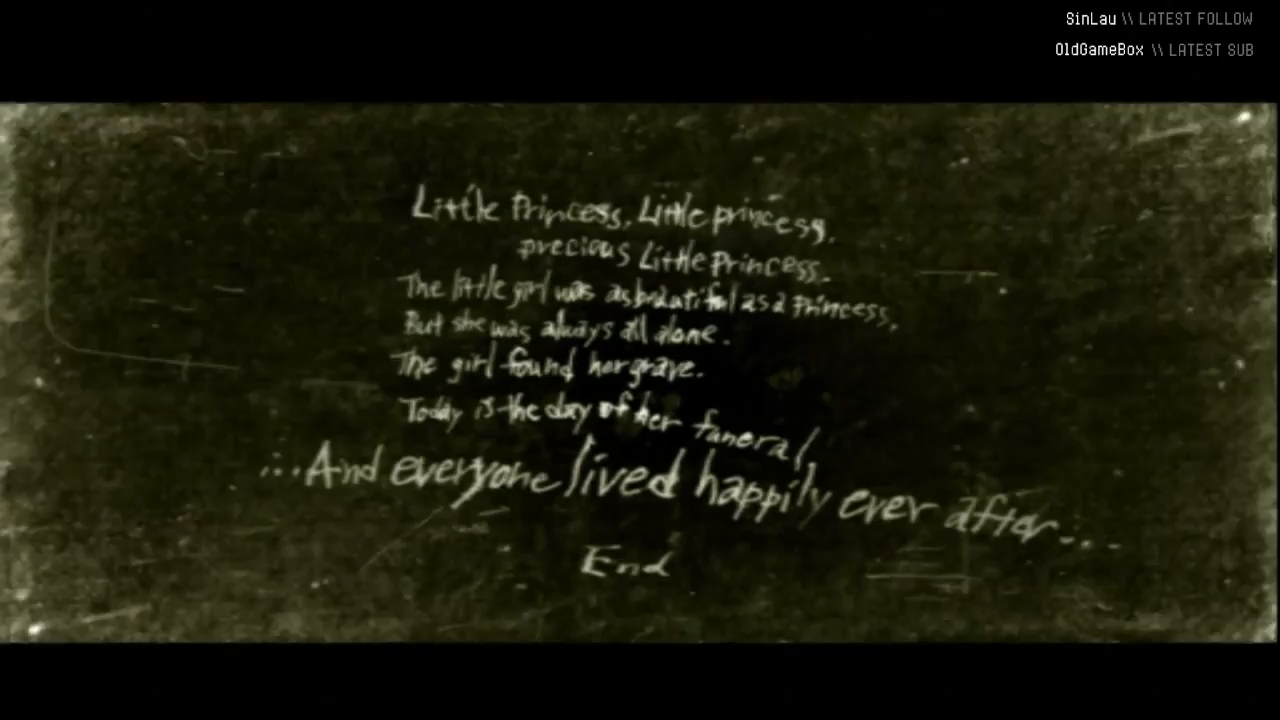 SinLau \\ LATEST FOLLOW
OldGameBox \\ LATEST SUB
Little Princess, Little princess,
precious Little Princess.
The little girl was as beautiful as a Princess,
But she was always all alone.
The girl found her grave.
Today is the day of her funeral,
...And everyone lived happily ever after...
End